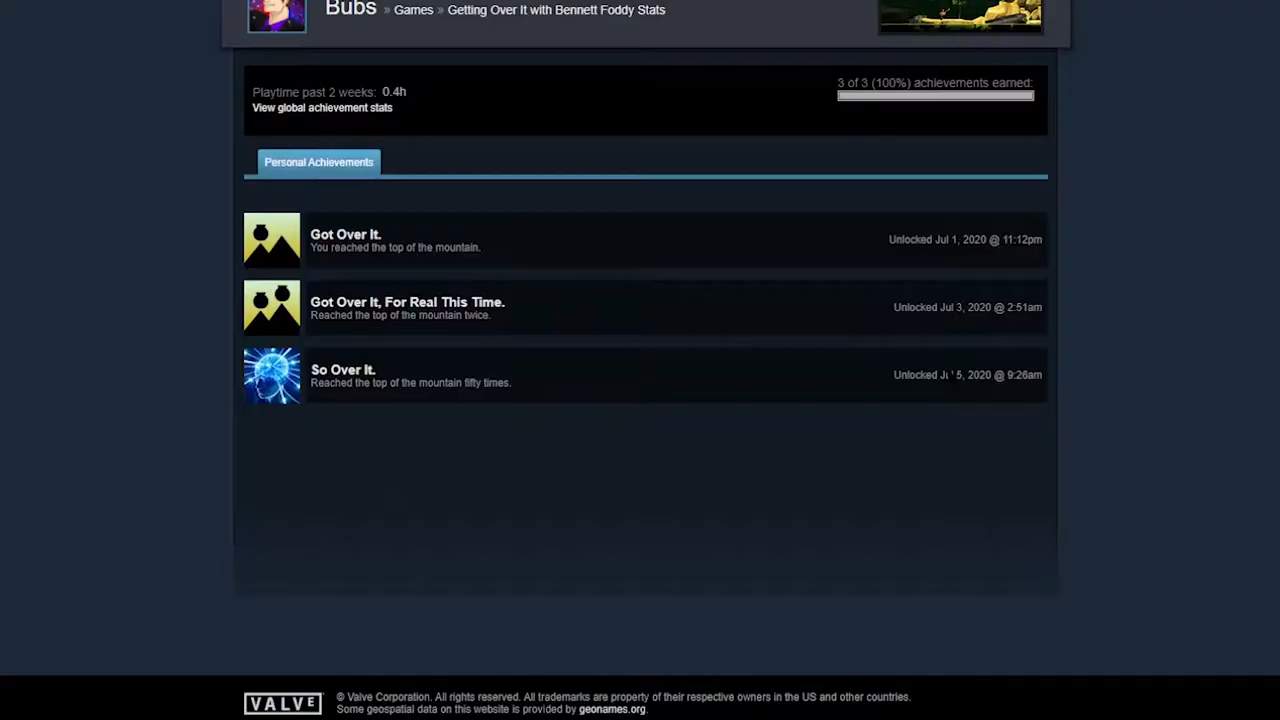 Bubs » Games » Getting Over It with Bennett Foddy Stats
Playtime past 2 weeks: 0.4h
View global achievement stats
3 of 3 (100%) achievements earned:
Personal Achievements
Got Over It.
You reached the top of the mountain.
Unlocked Jul 1, 2020 @ 11:12pm
Got Over It, For Real This Time.
Reached the top of the mountain twice.
Unlocked Jul 3, 2020 @ 2:51am
So Over It.
Reached the top of the mountain fifty times.
Unlocked Jul 5, 2020 @ 9:26am
VALVE
© Valve Corporation. All rights reserved. All trademarks are property of their respective owners in the US and other countries.
Some geospatial data on this website is provided by geonames.org.